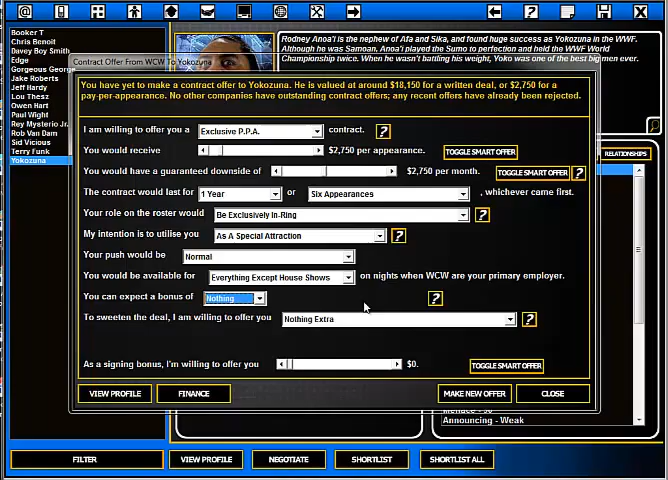 Booker T
Chris Benoit
Davey Boy Smith
Edge
Gorgeous George
Jake Roberts
Jeff Hardy
Lou Thesz
Owen Hart
Paul Wight
Rey Mysterio Jr.
Rob Van Dam
Sid Vicious
Terry Funk
Yokozuna
Rodney Anoa'i is the nephew of Afa and Sika, and found huge success as Yokozuna in the WWF.
Although he was Samoan, Anoa'i played the Sumo to perfection and held the WWF World
Championship twice. When he wasn't battling his weight, Yoko was one of the best big men ever.
Contract Offer From WCW To Yokozuna
You have yet to make a contract offer to Yokozuna. He is valued at around $18,150 for a written deal, or $2,750 for a
pay-per-appearance. No other companies have outstanding contract offers; any recent offers have already been rejected.
I am willing to offer you a Exclusive P.P.A. contract. ?
You would receive $2,750 per appearance. TOGGLE SMART OFFER
You would have a guaranteed downside of $2,750 per month. TOGGLE SMART OFFER ?
The contract would last for 1 Year or Six Appearances , whichever came first.
Your role on the roster would Be Exclusively In-Ring ?
My intention is to utilise you As A Special Attraction ?
Your push would be Normal
You would be available for Everything Except House Shows on nights when WCW are your primary employer.
You can expect a bonus of Nothing ?
To sweeten the deal, I am willing to offer you Nothing Extra ?
As a signing bonus, I'm willing to offer you $0. TOGGLE SMART OFFER
VIEW PROFILE FINANCE MAKE NEW OFFER CLOSE
RELATIONSHIPS
Announcing - Weak
FILTER VIEW PROFILE NEGOTIATE SHORTLIST SHORTLIST ALL